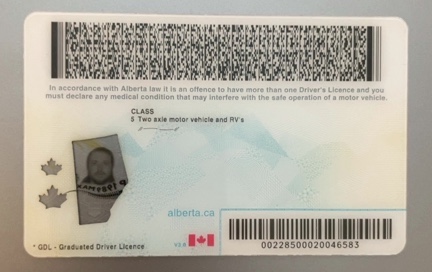 In accordance with Alberta law it is an offence to have more than one Driver's Licence and you
must declare any medical condition that may interfere with the safe operation of a motor vehicle.
CLASS
5 Two axle motor vehicle and RV's
alberta.ca
* GDL - Graduated Driver Licence
00228500020046583